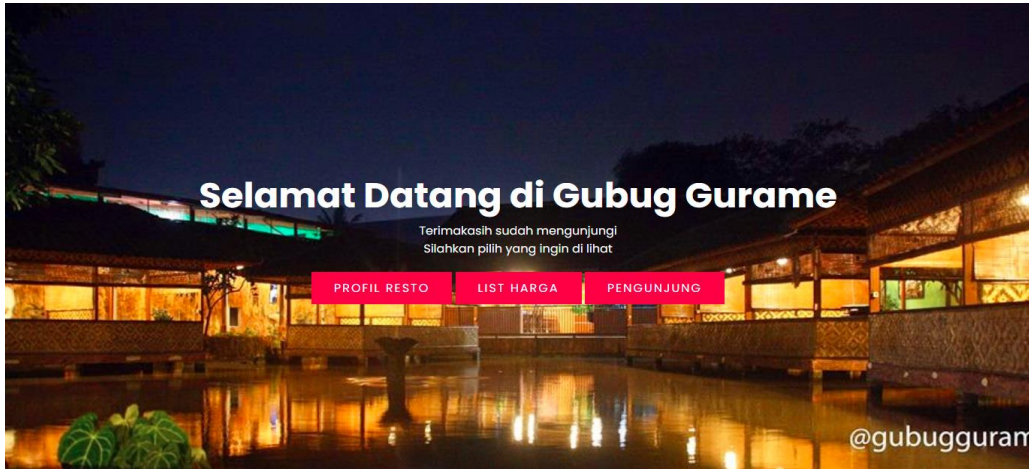 Selamat Datang di Gubug Gurame
Terimakasih sudah mengunjungi
Silahkan pilih yang ingin di lihat
PROFIL RESTO
LIST HARGA
PENGUNJUNG
@gubugguram